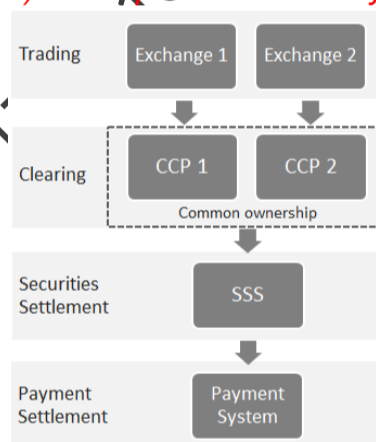 Trading
Exchange 1
Exchange 2
Clearing
CCP 1
CCP 2
Common ownership
Securities
Settlement
SSS
Payment
Settlement
Payment
System